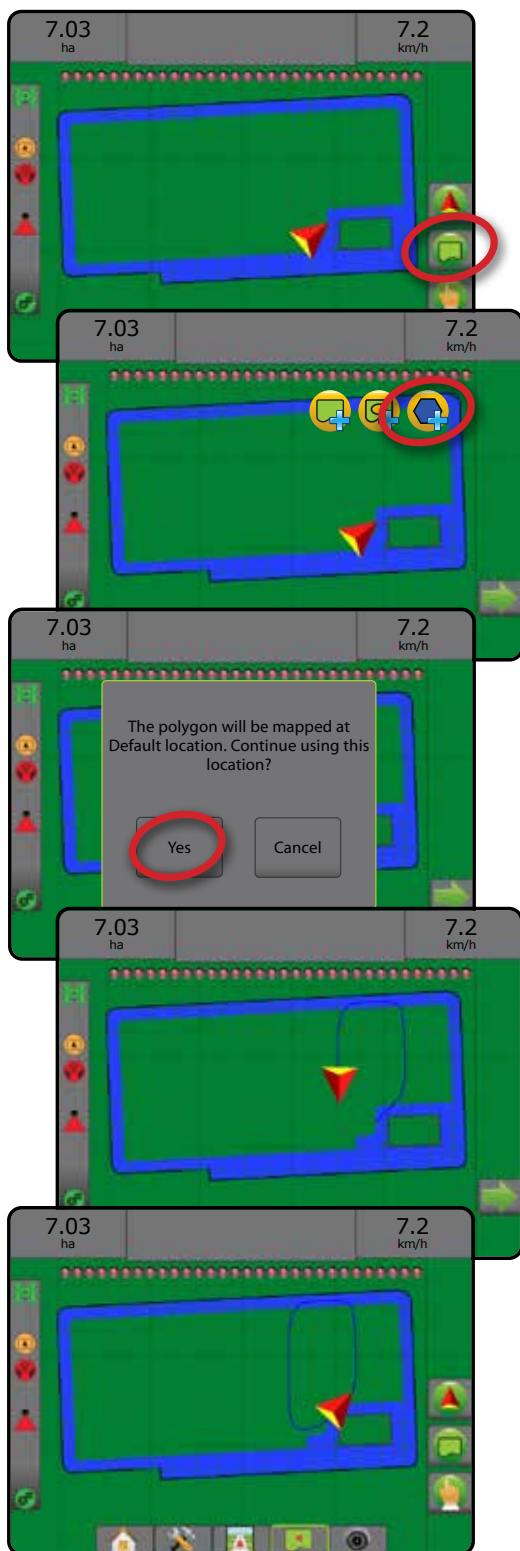 7.03
7.2
ha
km/h
7.03
7.2
ha
km/h
7.03
7.2
ha
km/h
The polygon will be mapped at
Default location. Continue using this
location?
Yes
Cancel
7.03
7.2
ha
km/h
7.03
7.2
ha
km/h